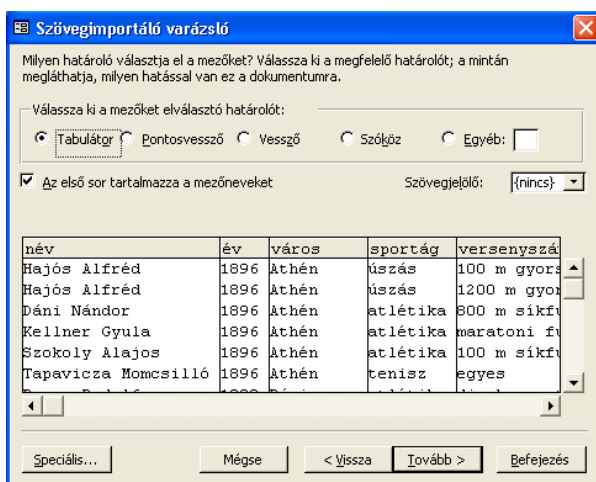 Szövegimportáló varázsló
Milyen határoló választja el a mezőket? Válassza ki a megfelelő határolót; a mintán
megláthatja, milyen hatással van ez a dokumentumra.
Válassza ki a mezőket elválasztó határolót:
Tabulátor Pontosvessző Vessző Szóköz Egyéb:
Az első sor tartalmazza a mezőneveket Szövegjelölő: {nincs}
név év város sportág versenyszá
Hajós Alfréd 1896 Athén úszás 100 m gyors
Hajós Alfréd 1896 Athén úszás 1200 m gyor
Dáni Nándor 1896 Athén atlétika 800 m síkfu
Kellner Gyula 1896 Athén atlétika maratoni fu
Szokoly Alajos 1896 Athén atlétika 100 m síkfu
Tapavicza Momcsilló 1896 Athén tenisz egyes
Speciális... Mégse < Vissza Tovább > Befejezés